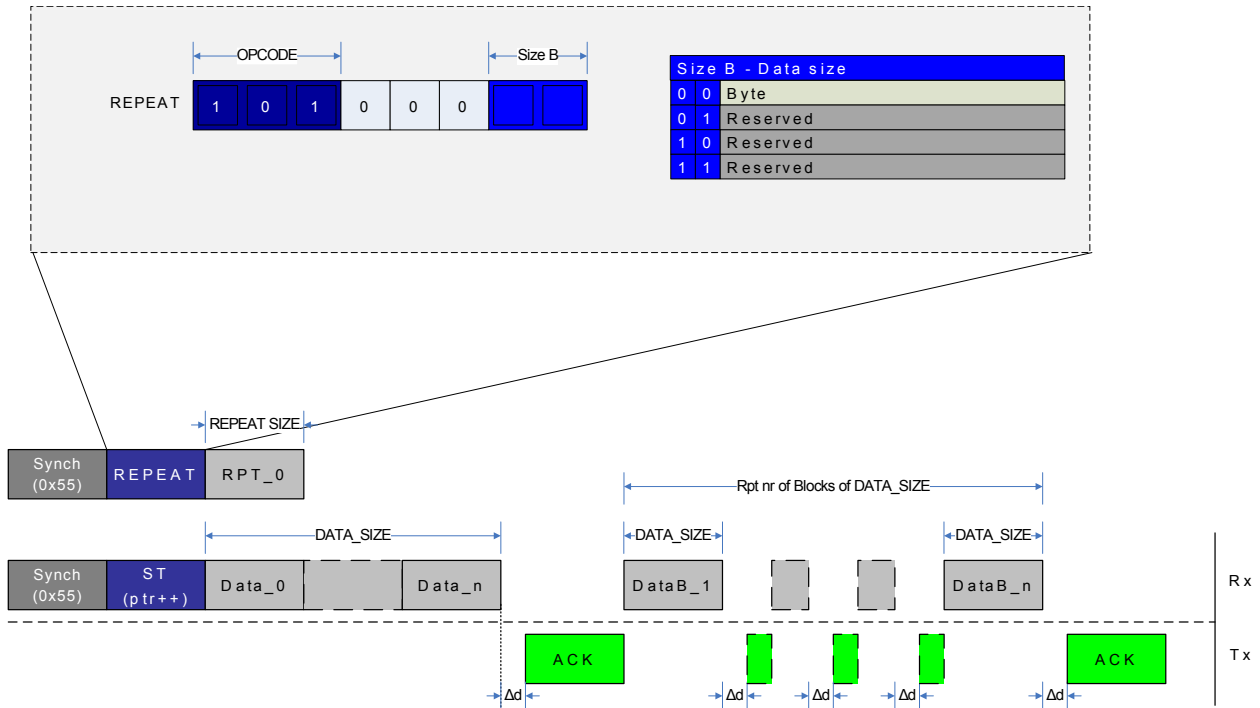 OPCODE
Size B
REPEAT
1 0 1 0 0 0
Size B - Data size
0 0 Byte
0 1 Reserved
1 0 Reserved
1 1 Reserved
REPEAT SIZE
Synch
(0x55)
REPEAT
RPT_0
Rpt nr of Blocks of DATA_SIZE
DATA_SIZE
DATA_SIZE
DATA_SIZE
Synch
(0x55)
ST
(ptr++)
Data_0
Data_n
DataB_1
DataB_n
Rx
ACK
ACK
Tx
Δd
Δd
Δd
Δd
Δd